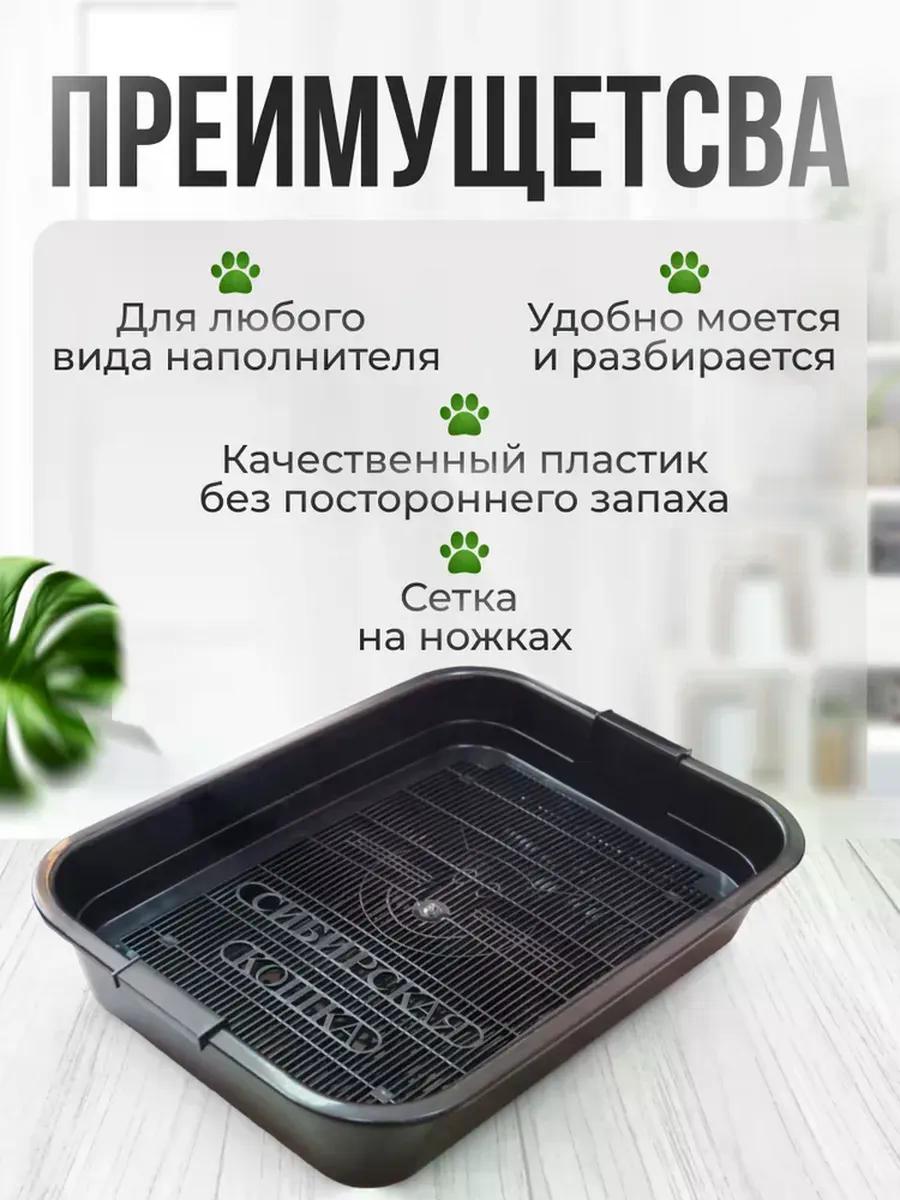 ПРЕИМУЩЕТСВА
Для любого
вида наполнителя
Удобно моется
и разбирается
Качественный пластик
без постороннего запаха
Сетка
на ножках
СИБИРСКАЯ
КОШКА